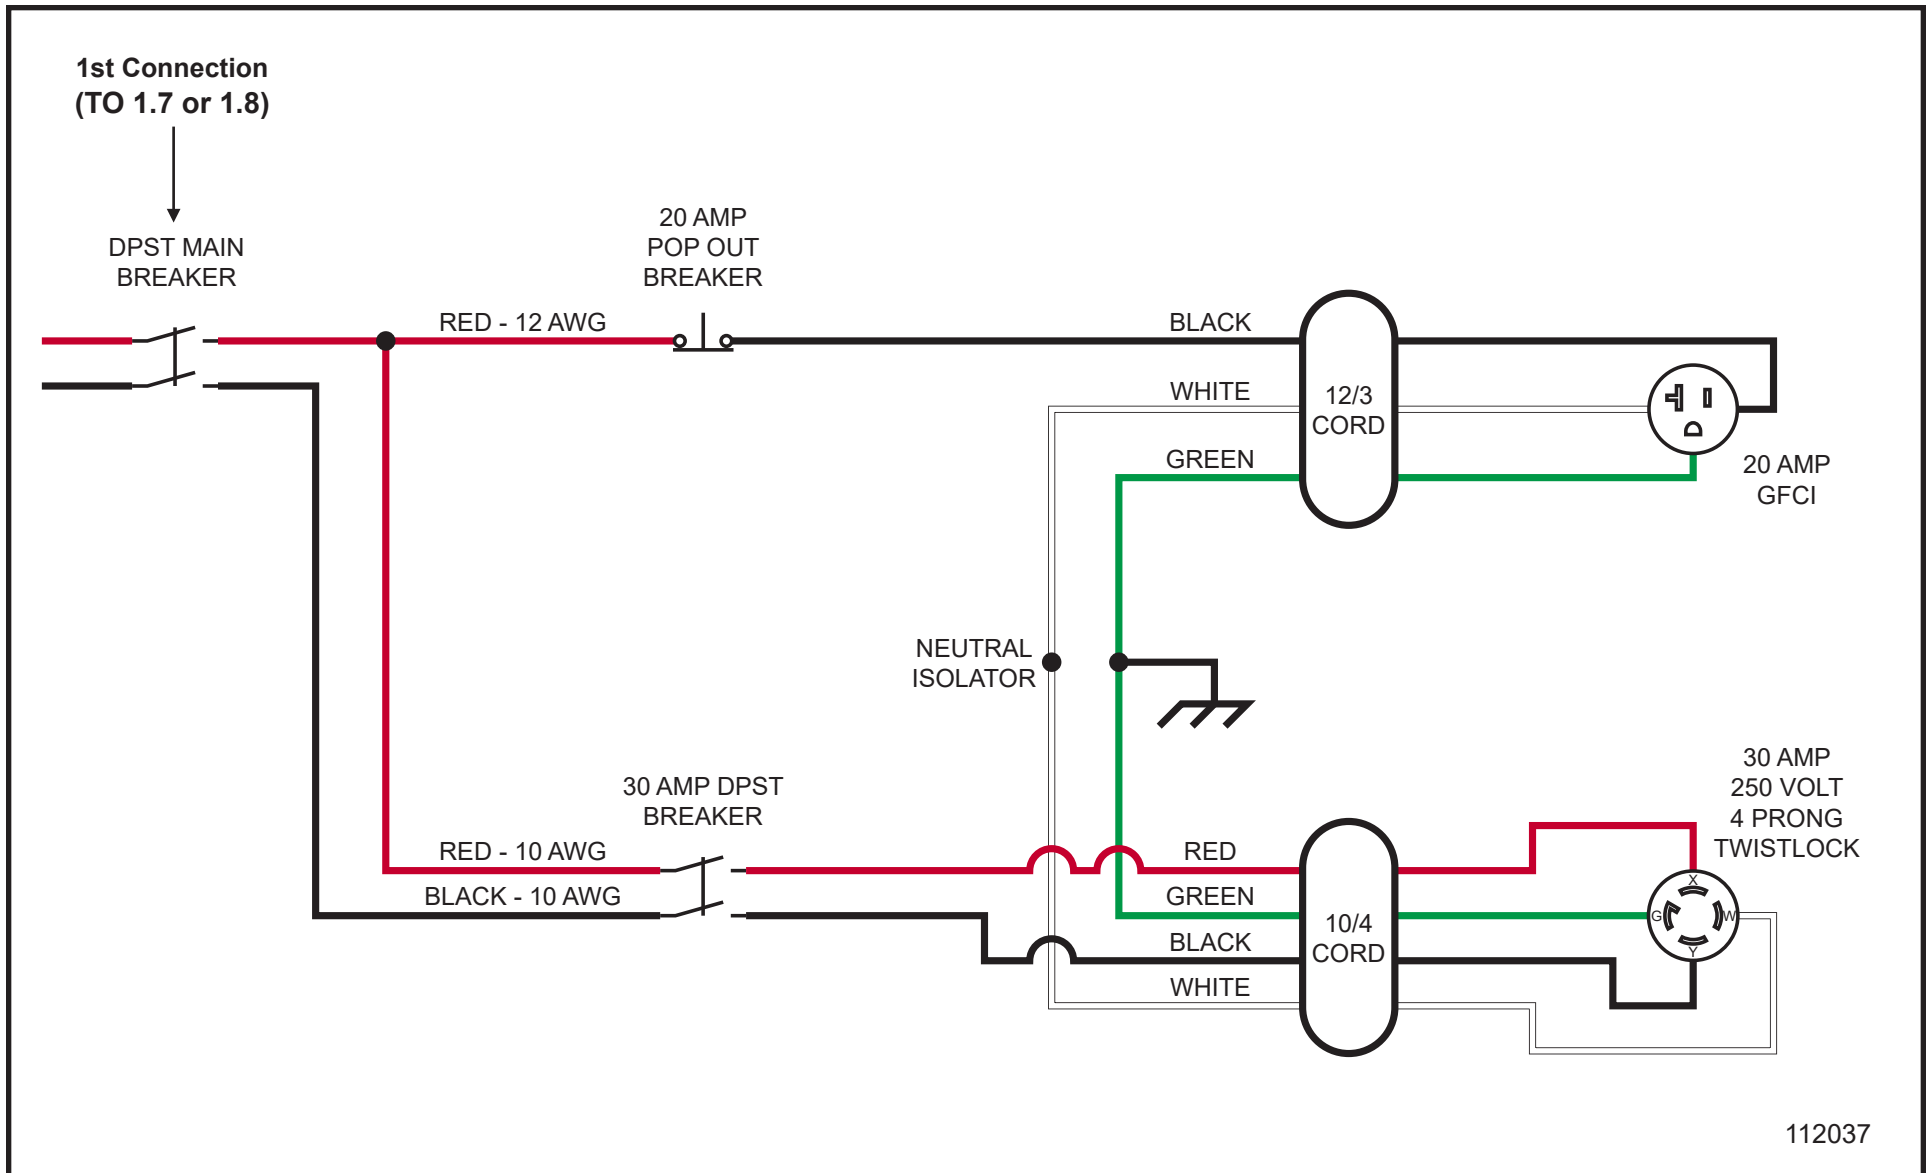 1st Connection
(TO 1.7 or 1.8)
DPST MAIN
BREAKER
20 AMP
POP OUT
BREAKER
RED - 12 AWG
BLACK
WHITE
GREEN
12/3
CORD
20 AMP
GFCI
NEUTRAL
ISOLATOR
30 AMP DPST
BREAKER
RED - 10 AWG
BLACK - 10 AWG
RED
GREEN
BLACK
WHITE
10/4
CORD
30 AMP
250 VOLT
4 PRONG
TWISTLOCK
X
G
W
Y
112037